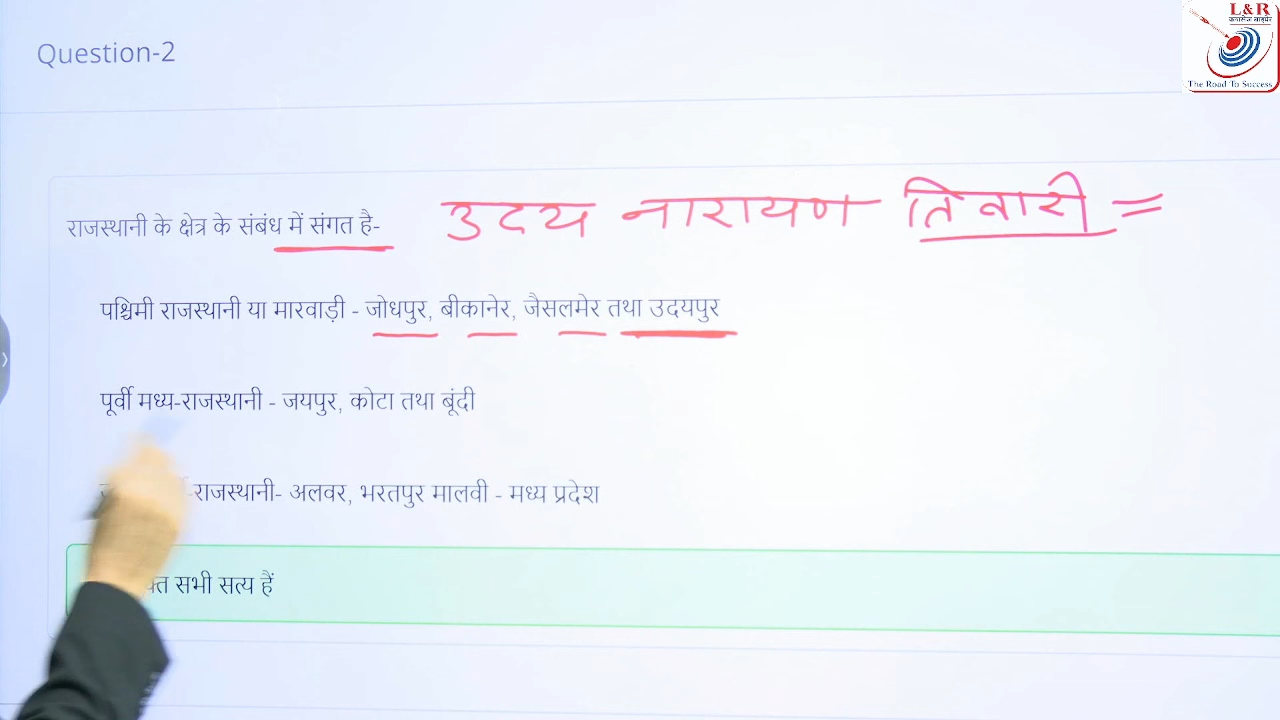 Question-2
L&R
The Road To Success
राजस्थानी के क्षेत्र के संबंध में संगत है-
उदय नारायण तिवारी =
पश्चिमी राजस्थानी या मारवाड़ी - जोधपुर, बीकानेर, जैसलमेर तथा उदयपुर
पूर्वी मध्य-राजस्थानी - जयपुर, कोटा तथा बूंदी
-राजस्थानी- अलवर, भरतपुर मालवी - मध्य प्रदेश
सभी सत्य हैं